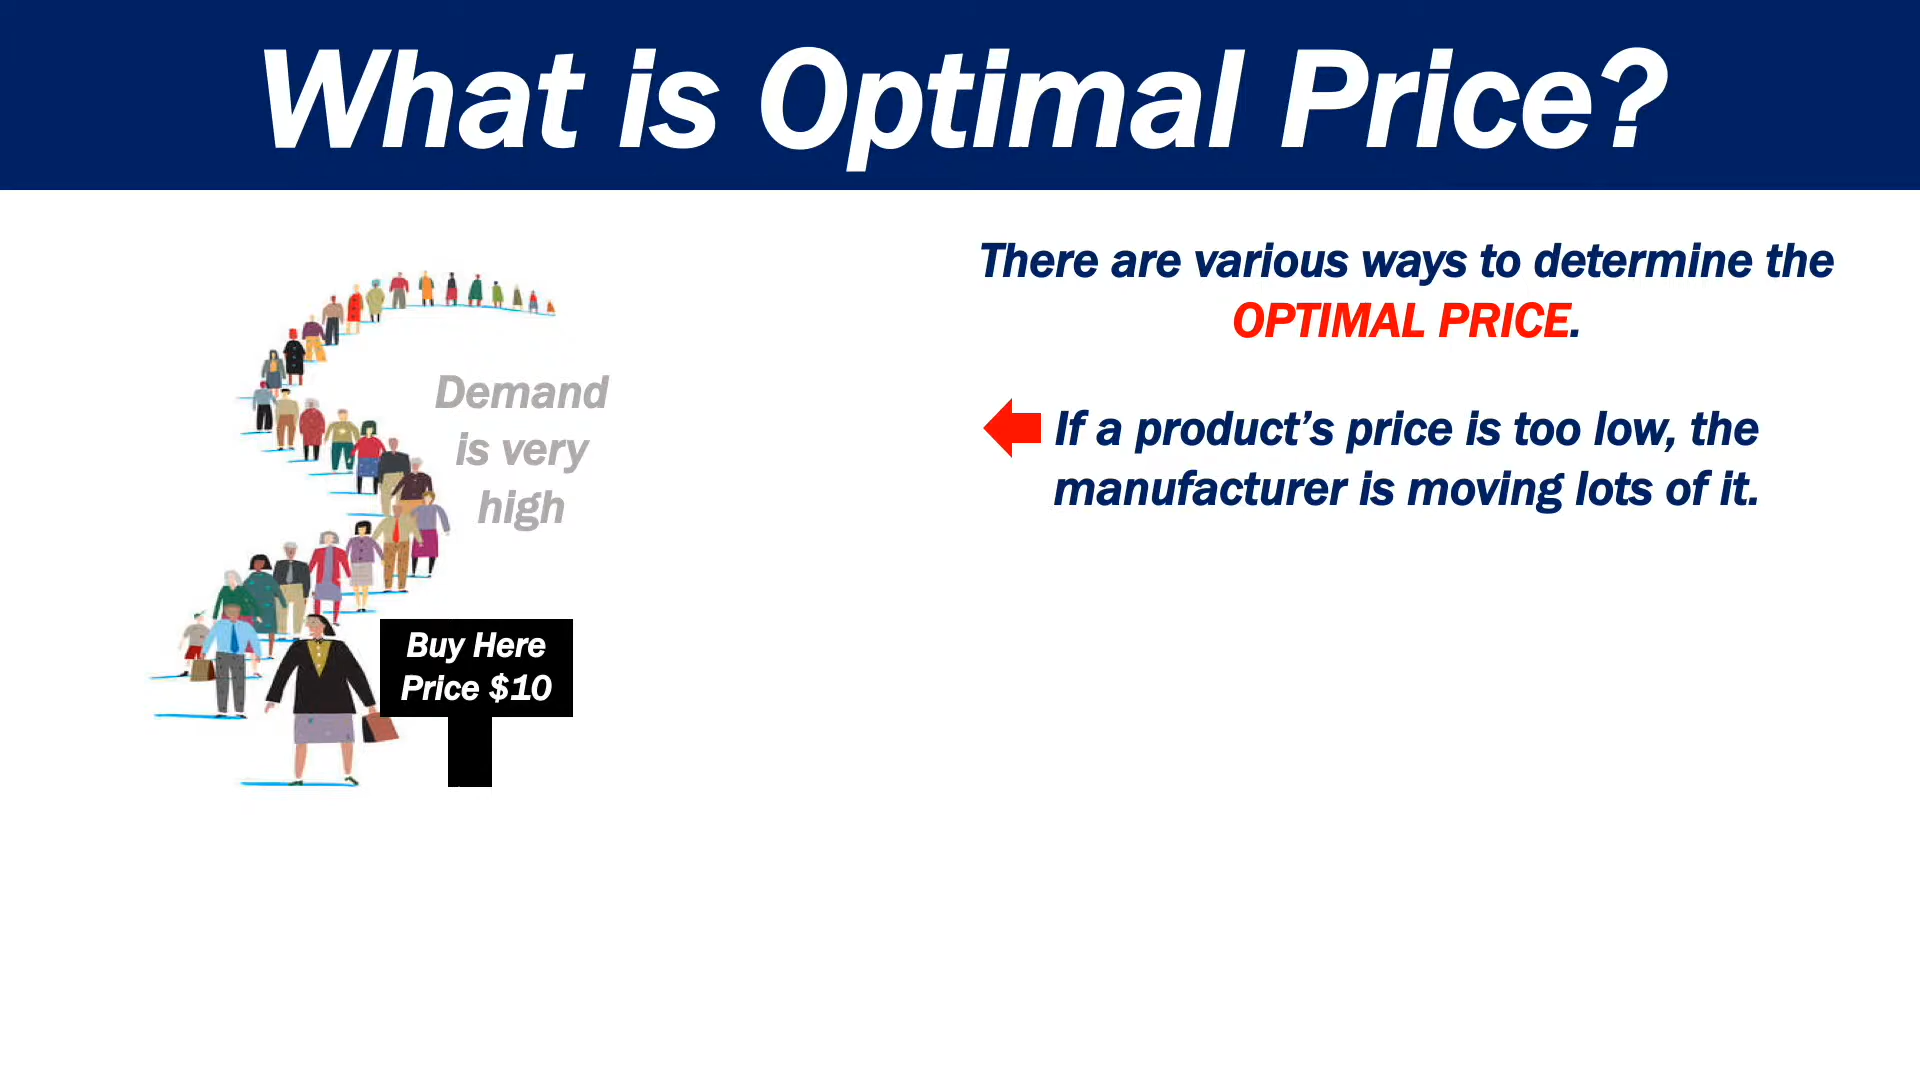 What is Optimal Price?
There are various ways to determine the
OPTIMAL PRICE.
If a product’s price is too low, the
manufacturer is moving lots of it.
Demand
is very
high
Buy Here
Price $10